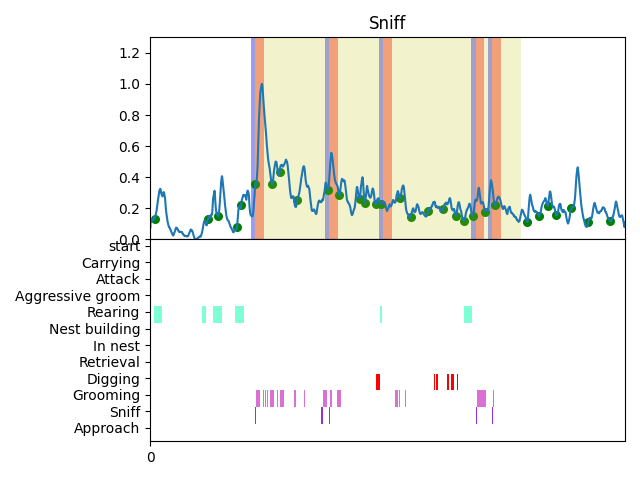 Sniff
1.2
1.0
0.8
0.6
0.4
0.2
0.0
start
Carrying
Attack
Aggressive groom
Rearing
Nest building
In nest
Retrieval
Digging
Grooming
Sniff
Approach
0